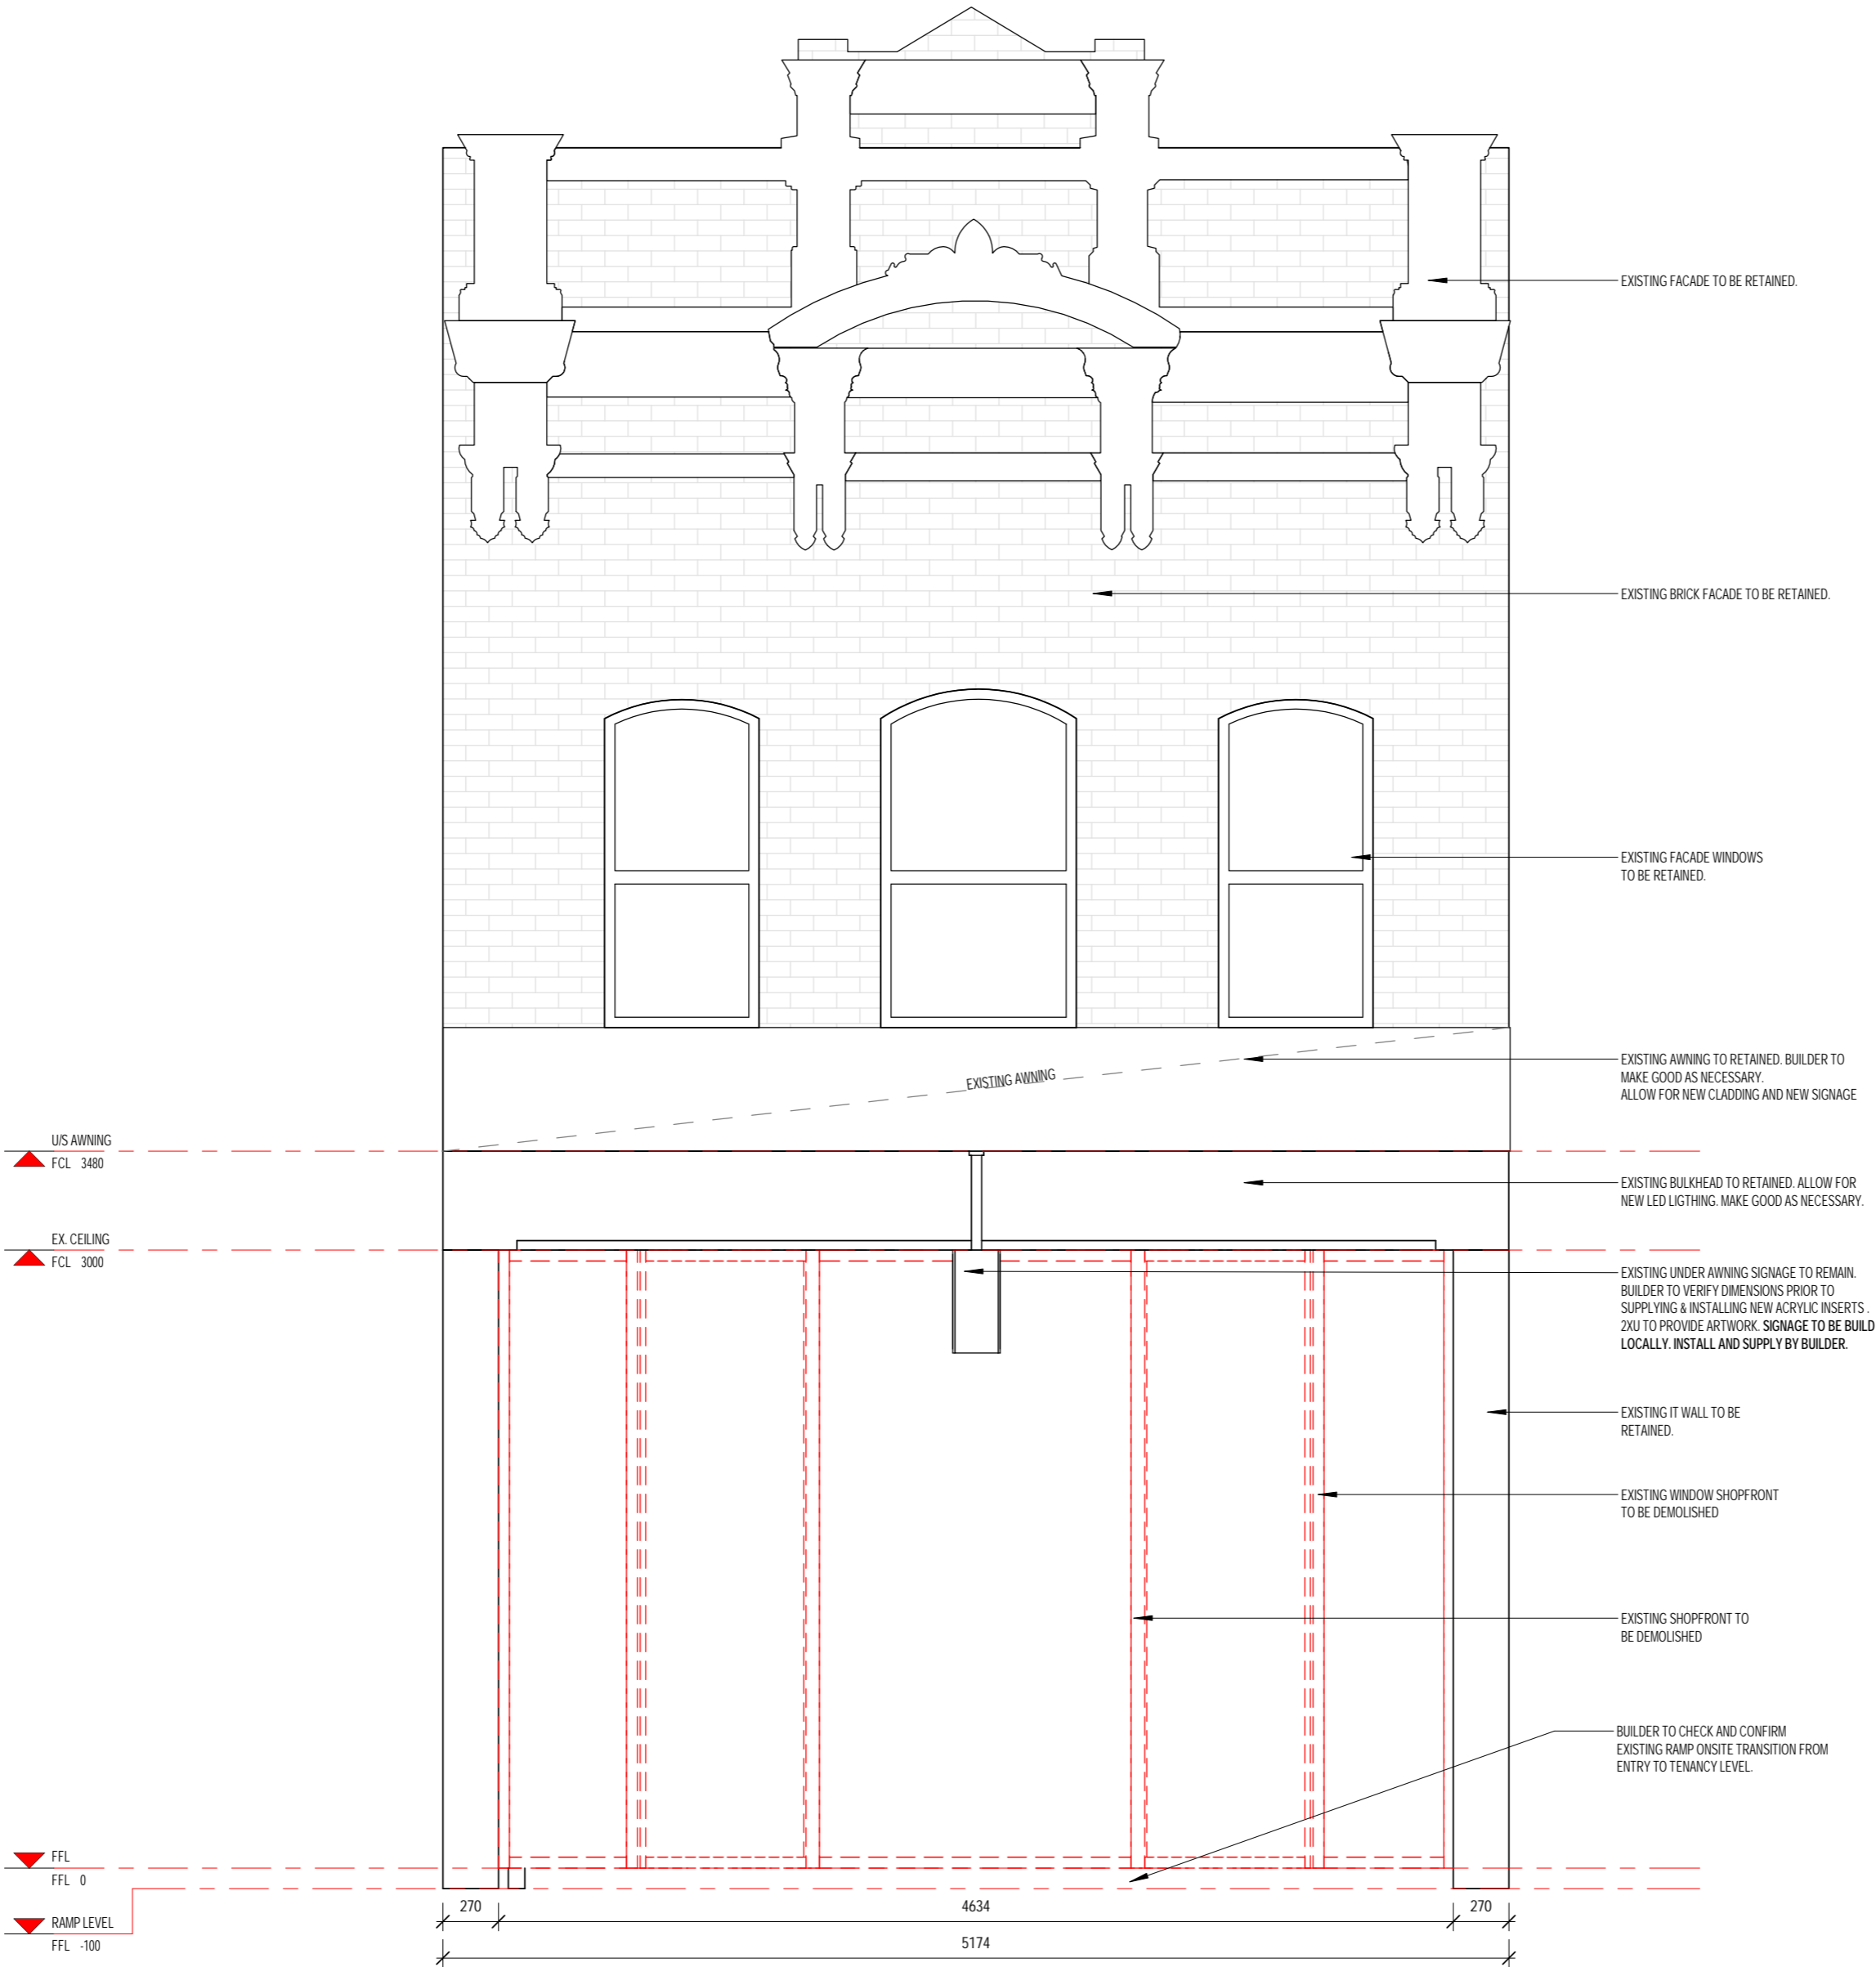 EXISTING FACADE TO BE RETAINED.
EXISTING BRICK FACADE TO BE RETAINED.
EXISTING FACADE WINDOWS
TO BE RETAINED.
EXISTING AWNING TO RETAINED. BUILDER TO
MAKE GOOD AS NECESSARY.
ALLOW FOR NEW CLADDING AND NEW SIGNAGE
EXISTING AWNING
U/S AWNING
FCL 3480
EXISTING BULKHEAD TO RETAINED. ALLOW FOR
NEW LED LIGTHING. MAKE GOOD AS NECESSARY.
EX. CEILING
FCL 3000
EXISTING UNDER AWNING SIGNAGE TO REMAIN.
BUILDER TO VERIFY DIMENSIONS PRIOR TO
SUPPLYING & INSTALLING NEW ACRYLIC INSERTS .
2XU TO PROVIDE ARTWORK. SIGNAGE TO BE BUILD
LOCALLY. INSTALL AND SUPPLY BY BUILDER.
EXISTING IT WALL TO BE
RETAINED.
EXISTING WINDOW SHOPFRONT
TO BE DEMOLISHED
EXISTING SHOPFRONT TO
BE DEMOLISHED
BUILDER TO CHECK AND CONFIRM
EXISTING RAMP ONSITE TRANSITION FROM
ENTRY TO TENANCY LEVEL.
FFL
FFL 0
RAMP LEVEL
FFL -100
270 4634 270
5174